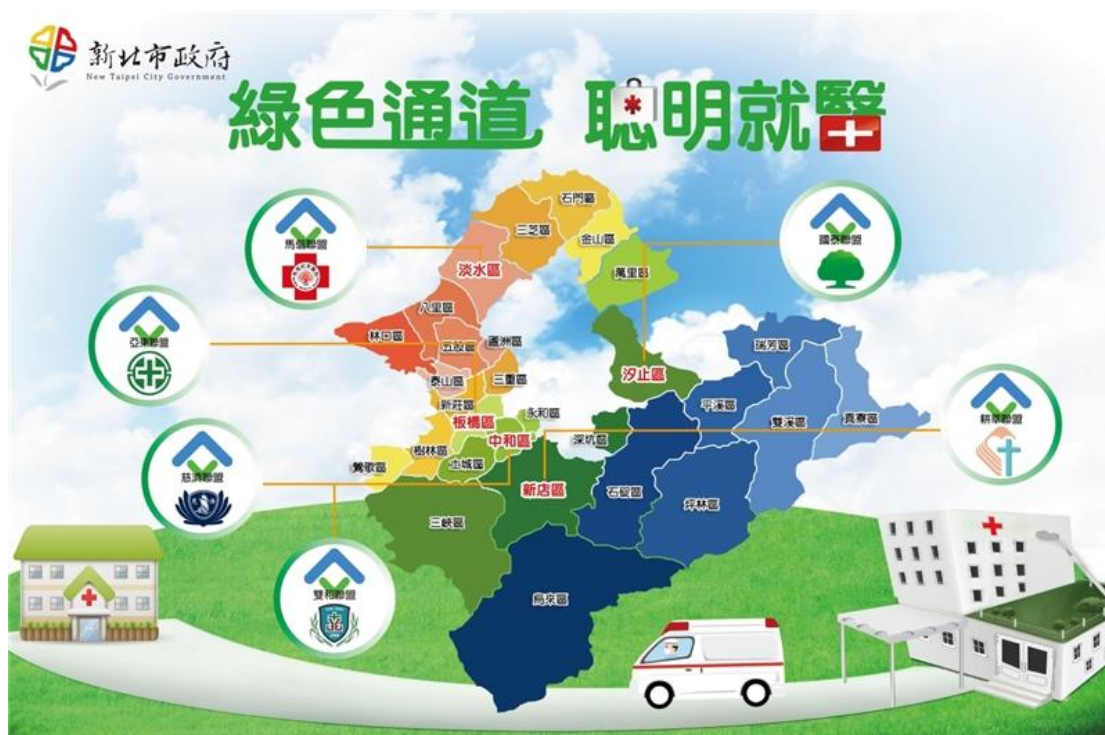 新北市政府
New Taipei City Government
綠色通道 聰明就醫
石門區
三芝區
金山區
馬偕聯盟
國泰聯盟
淡水區
萬里區
八里區
林口區
亞東聯盟
五股區
蘆洲區
瑞芳區
泰山區
三重區
汐止區
新莊區
平溪區
板橋區
永和區
雙溪區
貢寮區
耕莘聯盟
中和區
深坑區
樹林區
慈濟聯盟
鶯歌區
土城區
新店區
石碇區
坪林區
三峽區
雙和聯盟
烏來區